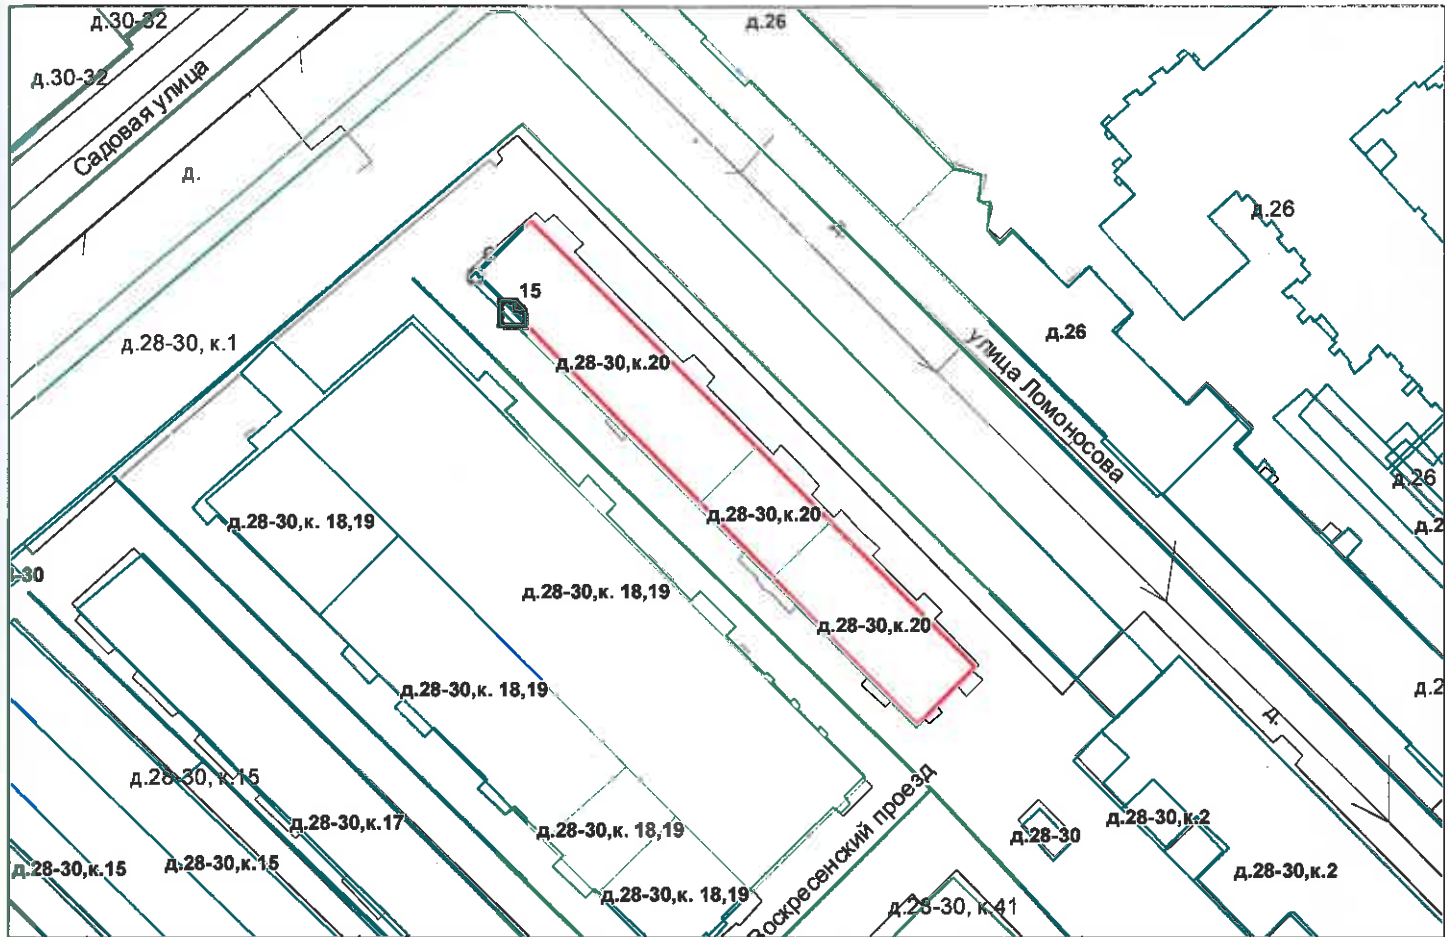 д.30-32
д.26
д.30-32
Садовая улица
д.
д.26
15
д.26
д.28-30, к.1
улица Ломоносова
д.28-30,к.20
д.26
д.28-30,к.20
д.28-30,к. 18,19
д.2
-30
д.28-30,к. 18,19
д.28-30,к.20
д.28-30,к. 18,19
д.2
д.
д.28-30, к.15
Воскресенский проезд
д.28-30,к.17
д.28-30,к. 18,19
д.28-30
д.28-30,к.2
д.28-30,к.15
д.28-30,к.15
д.28-30,к.2
д.28-30,к. 18,19
д.28-30, к.41